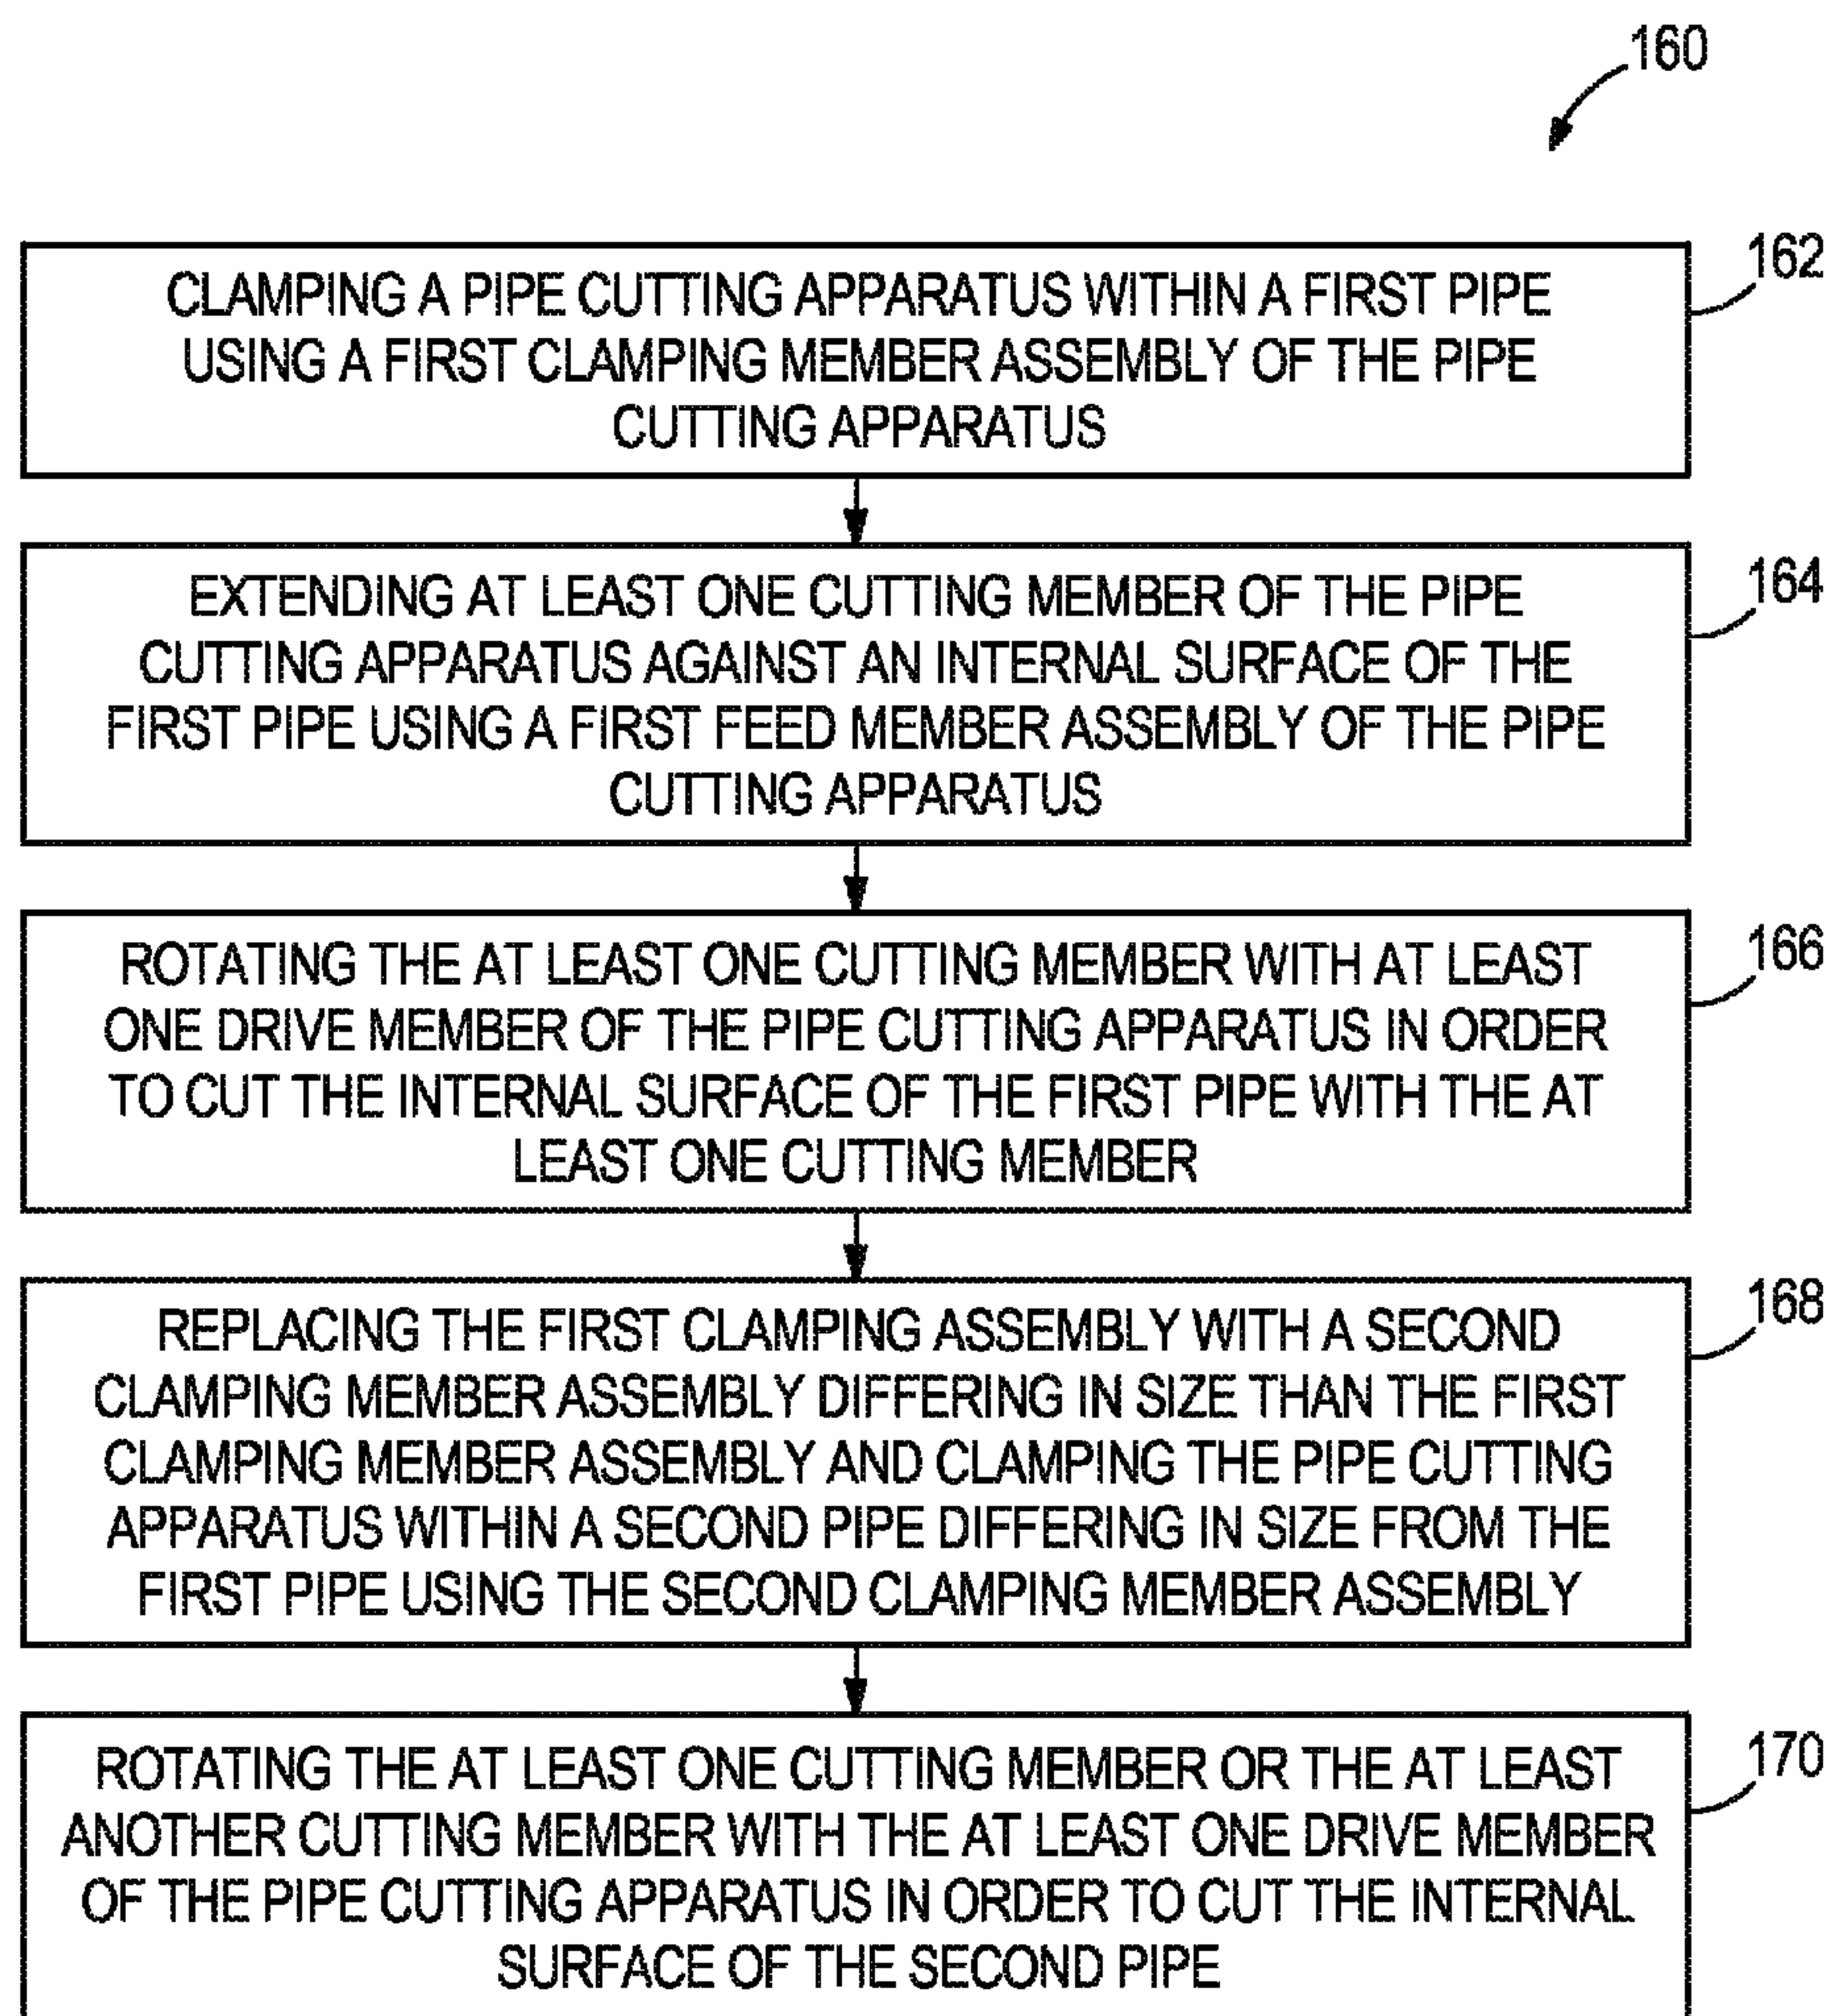 160
162
CLAMPING A PIPE CUTTING APPARATUS WITHIN A FIRST PIPE
USING A FIRST CLAMPING MEMBER ASSEMBLY OF THE PIPE
CUTTING APPARATUS
164
EXTENDING AT LEAST ONE CUTTING MEMBER OF THE PIPE
CUTTING APPARATUS AGAINST AN INTERNAL SURFACE OF THE
FIRST PIPE USING A FIRST FEED MEMBER ASSEMBLY OF THE PIPE
CUTTING APPARATUS
166
ROTATING THE AT LEAST ONE CUTTING MEMBER WITH AT LEAST
ONE DRIVE MEMBER OF THE PIPE CUTTING APPARATUS IN ORDER
TO CUT THE INTERNAL SURFACE OF THE FIRST PIPE WITH THE AT
LEAST ONE CUTTING MEMBER
168
REPLACING THE FIRST CLAMPING ASSEMBLY WITH A SECOND
CLAMPING MEMBER ASSEMBLY DIFFERING IN SIZE THAN THE FIRST
CLAMPING MEMBER ASSEMBLY AND CLAMPING THE PIPE CUTTING
APPARATUS WITHIN A SECOND PIPE DIFFERING IN SIZE FROM THE
FIRST PIPE USING THE SECOND CLAMPING MEMBER ASSEMBLY
170
ROTATING THE AT LEAST ONE CUTTING MEMBER OR THE AT LEAST
ANOTHER CUTTING MEMBER WITH THE AT LEAST ONE DRIVE MEMBER
OF THE PIPE CUTTING APPARATUS IN ORDER TO CUT THE INTERNAL
SURFACE OF THE SECOND PIPE